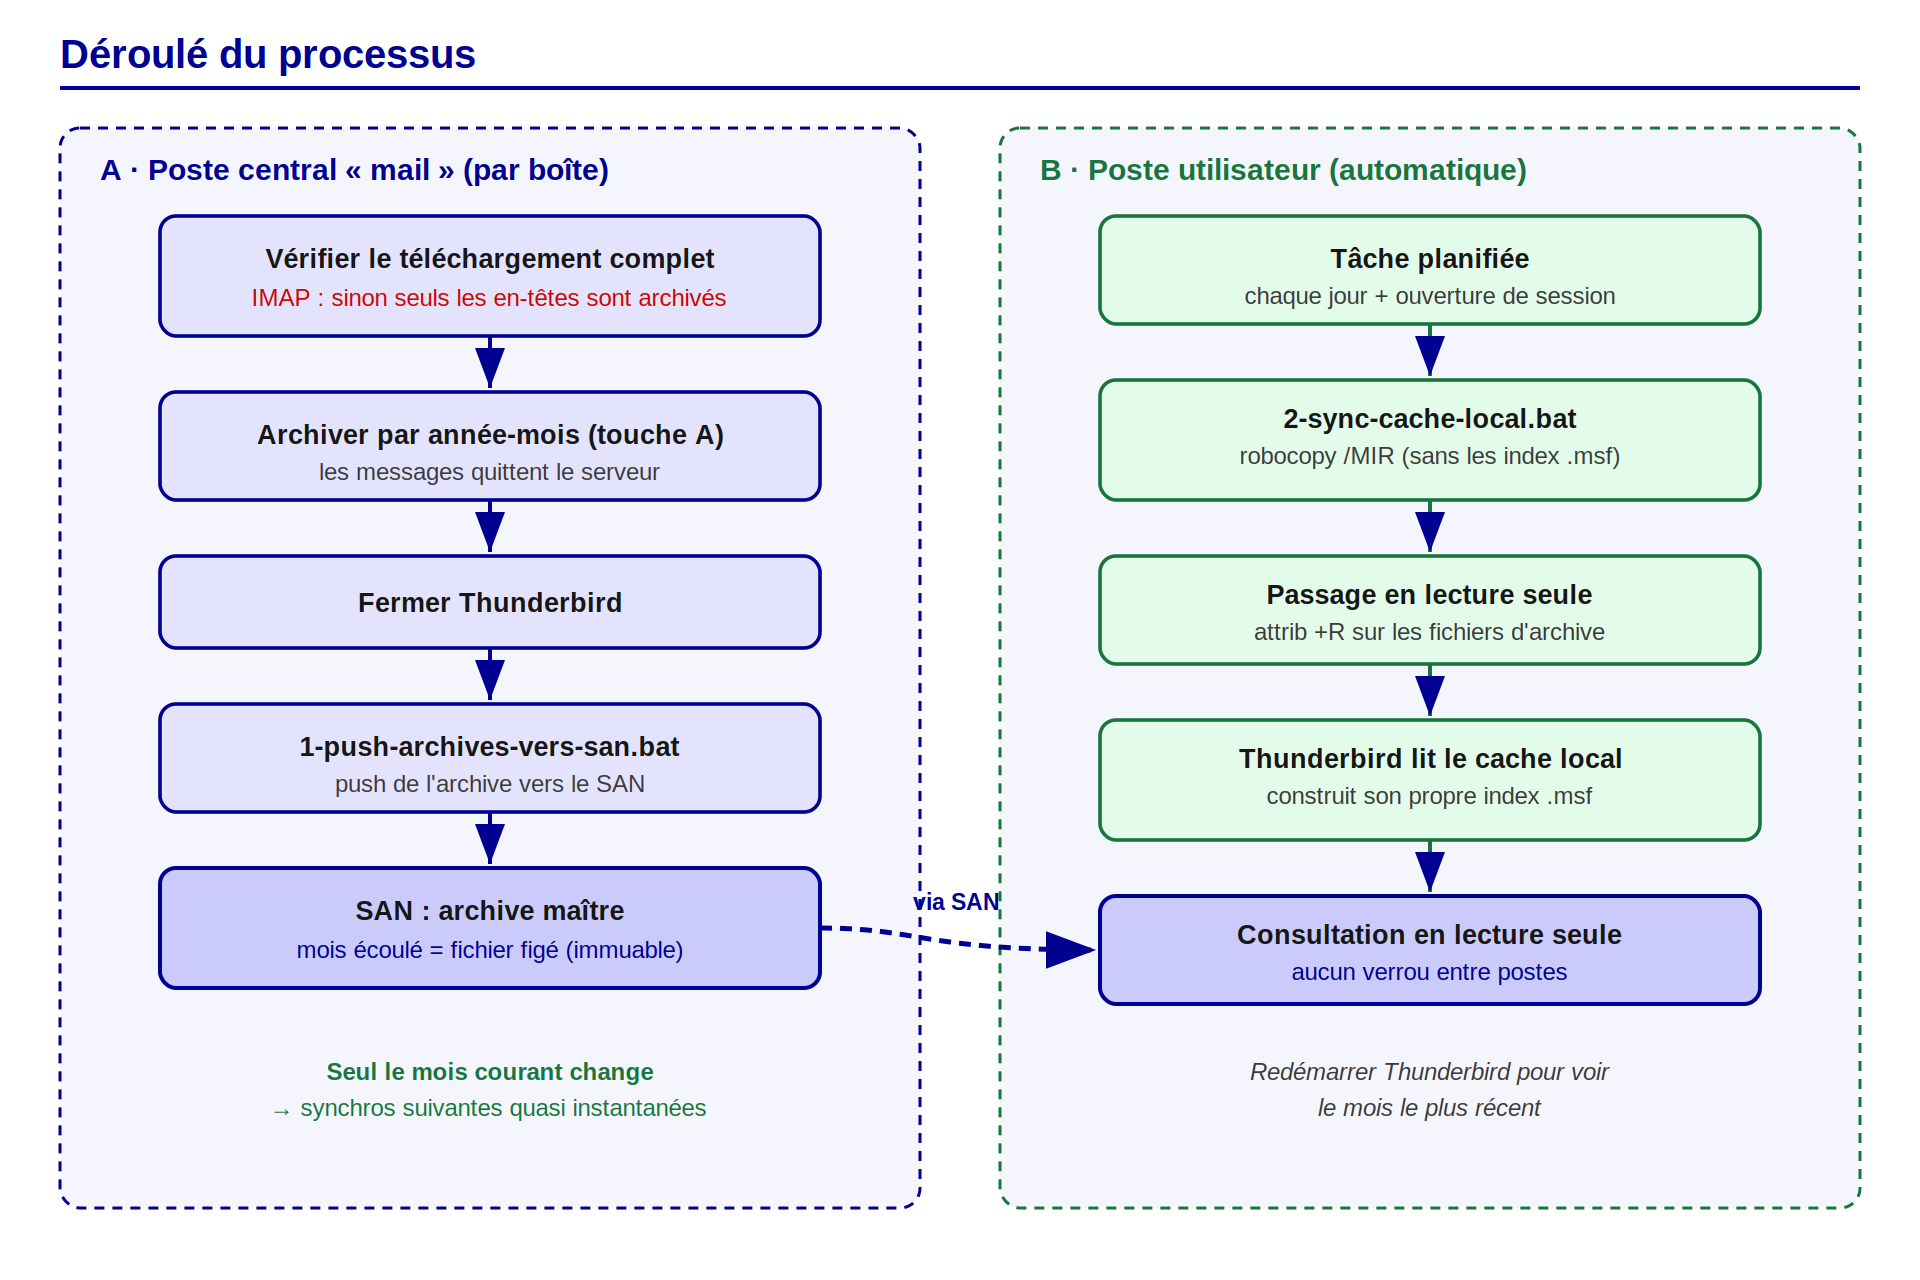 Déroulé du processus
A · Poste central « mail » (par boîte)
Vérifier le téléchargement complet
IMAP : sinon seuls les en-têtes sont archivés
Archiver par année-mois (touche A)
les messages quittent le serveur
Fermer Thunderbird
1-push-archives-vers-san.bat
push de l'archive vers le SAN
SAN : archive maître
mois écoulé = fichier figé (immuable)
Seul le mois courant change
→ synchros suivantes quasi instantanées
via SAN
B · Poste utilisateur (automatique)
Tâche planifiée
chaque jour + ouverture de session
2-sync-cache-local.bat
robocopy /MIR (sans les index .msf)
Passage en lecture seule
attrib +R sur les fichiers d'archive
Thunderbird lit le cache local
construit son propre index .msf
Consultation en lecture seule
aucun verrou entre postes
Redémarrer Thunderbird pour voir
le mois le plus récent